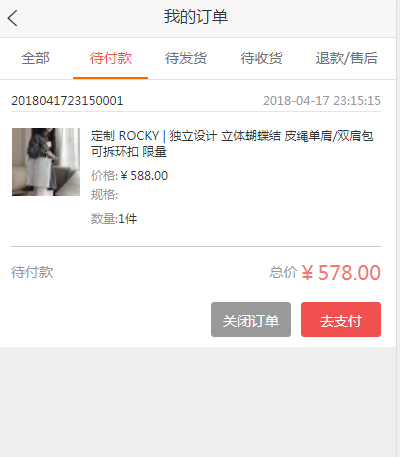 我的订单
全部 待付款 待发货 待收货 退款/售后
2018041723150001 2018-04-17 23:15:15
定制 ROCKY | 独立设计 立体蝴蝶结 皮绳单肩/双肩包
可拆环扣 限量
价格:￥588.00
规格:
数量:1件
待付款 总价￥578.00
关闭订单 去支付